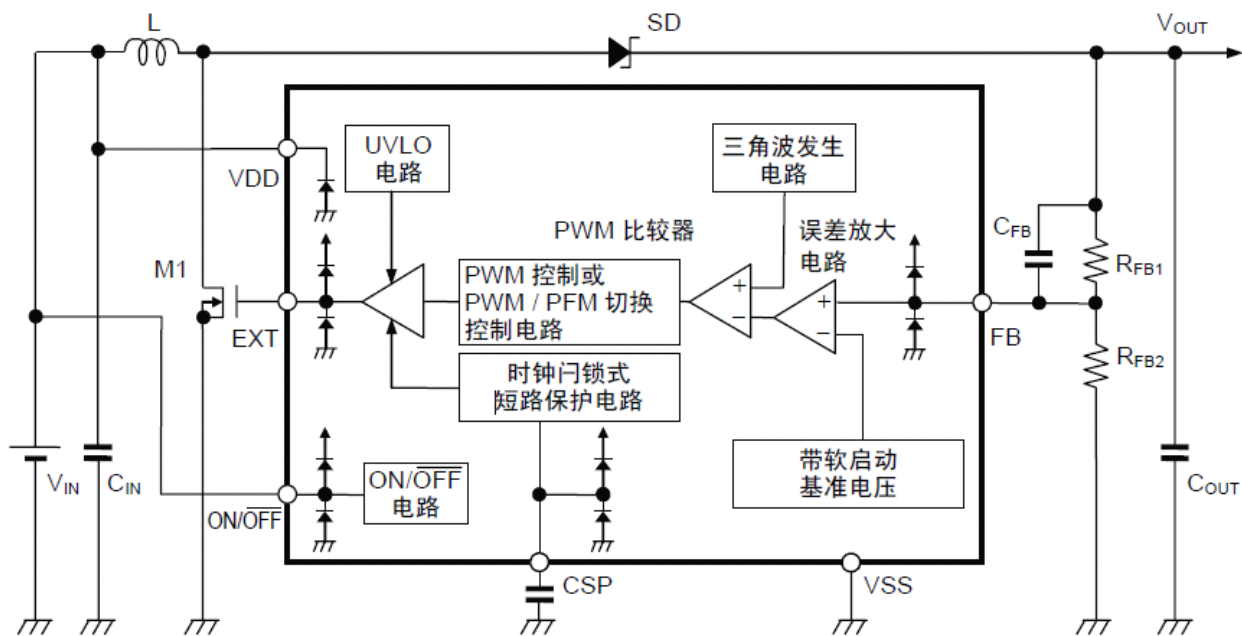 L
SD
VOUT
UVLO
电路
三角波发生
电路
VDD
PWM 比较器
误差放大
电路
CFB
RFB1
M1
PWM 控制或
PWM / PFM 切换
控制电路
+
−
+
−
EXT
FB
RFB2
时钟闩锁式
短路保护电路
VIN
CIN
ON/OFF
ON/OFF
电路
带软启动
基准电压
COUT
CSP
VSS